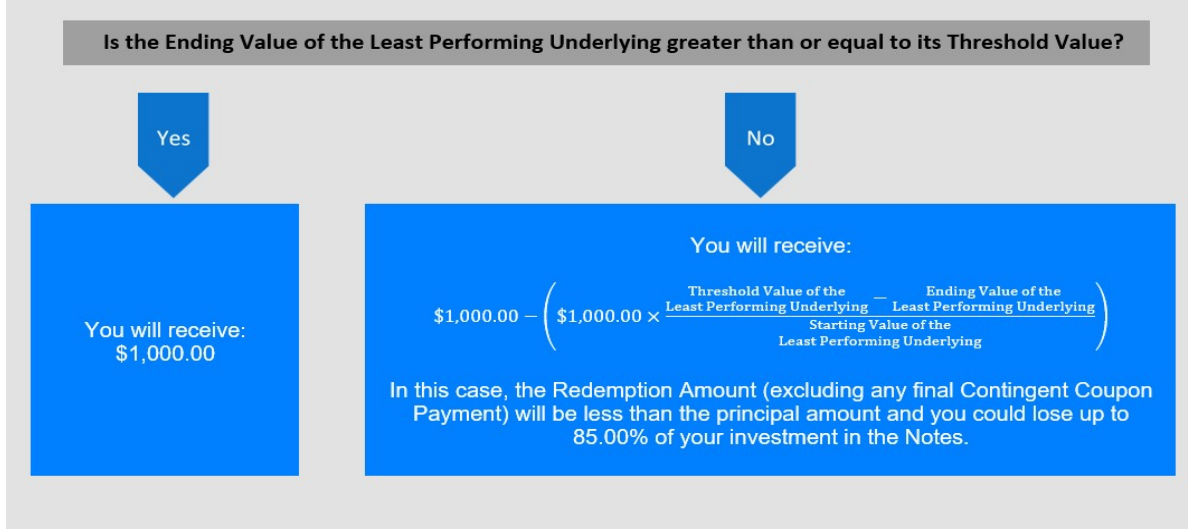 Is the Ending Value of the Least Performing Underlying greater than or equal to its Threshold Value?
Yes
No
You will receive:
$1,000.00
You will receive:
$1,000.00 − ($1,000.00 × (Threshold Value of the Least Performing Underlying − Ending Value of the Least Performing Underlying) / Starting Value of the Least Performing Underlying)
In this case, the Redemption Amount (excluding any final Contingent Coupon
Payment) will be less than the principal amount and you could lose up to
85.00% of your investment in the Notes.